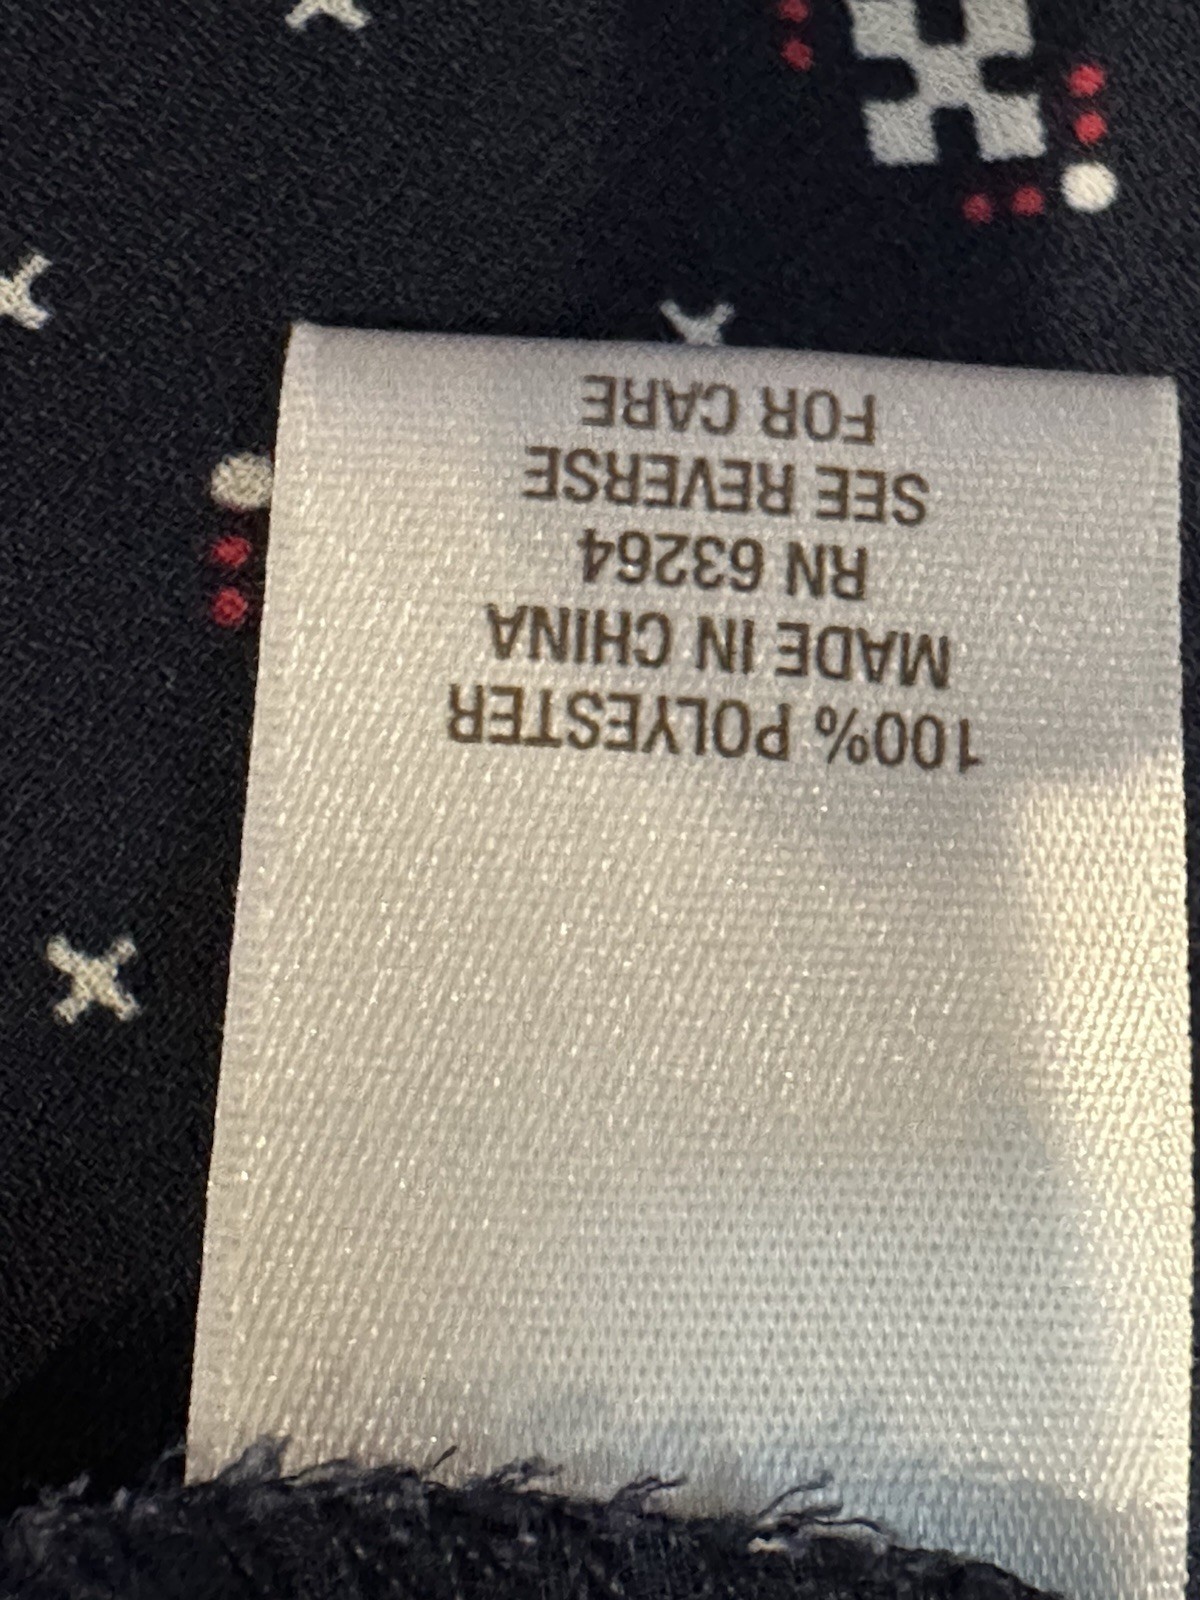 100% POLYESTER
MADE IN CHINA
RN 63264
SEE REVERSE
FOR CARE